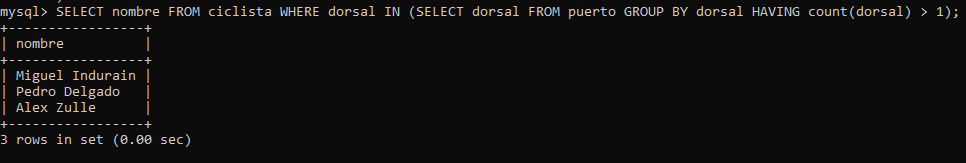 mysql> SELECT nombre FROM ciclista WHERE dorsal IN (SELECT dorsal FROM puerto GROUP BY dorsal HAVING count(dorsal) > 1);
+-----------------+
| nombre          |
+-----------------+
| Miguel Indurain |
| Pedro Delgado   |
| Alex Zulle      |
+-----------------+
3 rows in set (0.00 sec)